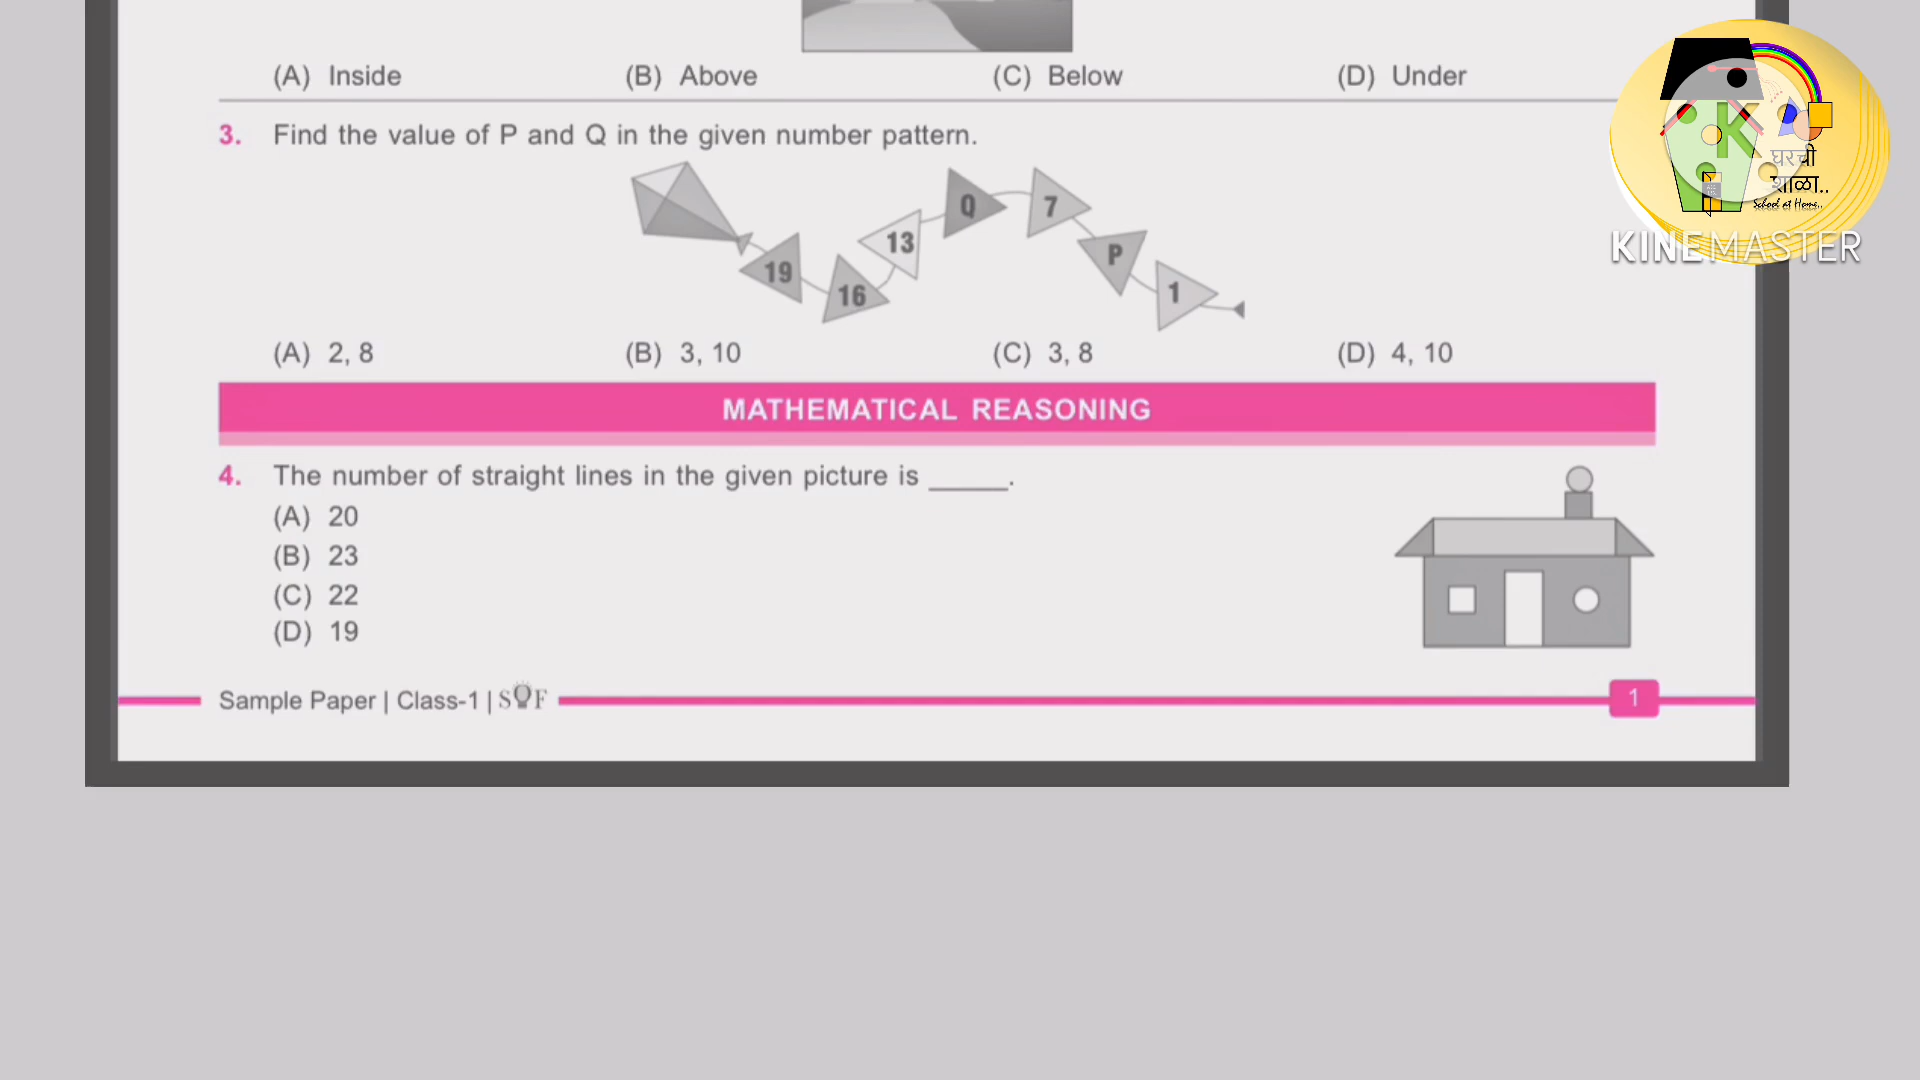 (A) Inside (B) Above (C) Below (D) Under
3. Find the value of P and Q in the given number pattern.
19 16 13 Q 7 P 1
(A) 2, 8 (B) 3, 10 (C) 3, 8 (D) 4, 10
MATHEMATICAL REASONING
4. The number of straight lines in the given picture is _____.
(A) 20
(B) 23
(C) 22
(D) 19
Sample Paper | Class-1 | SOF
1
K
घरची
शाळा..
School at Home..
KINEMASTER